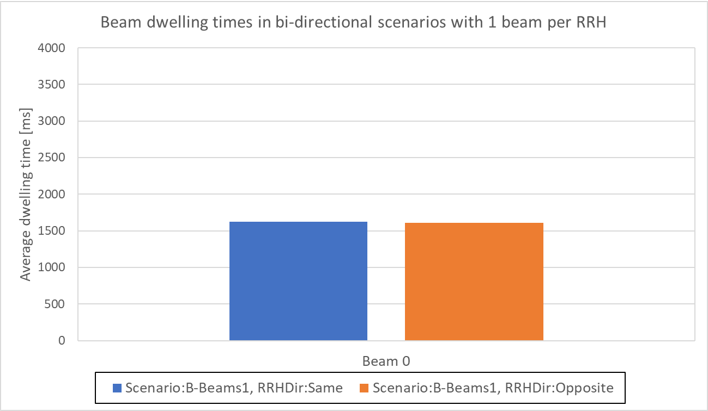 Beam dwelling times in bi-directional scenarios with 1 beam per RRH
Average dwelling time [ms]
4000
3500
3000
2500
2000
1500
1000
500
0
Beam 0
Scenario:B-Beams1, RRHDir:Same
Scenario:B-Beams1, RRHDir:Opposite